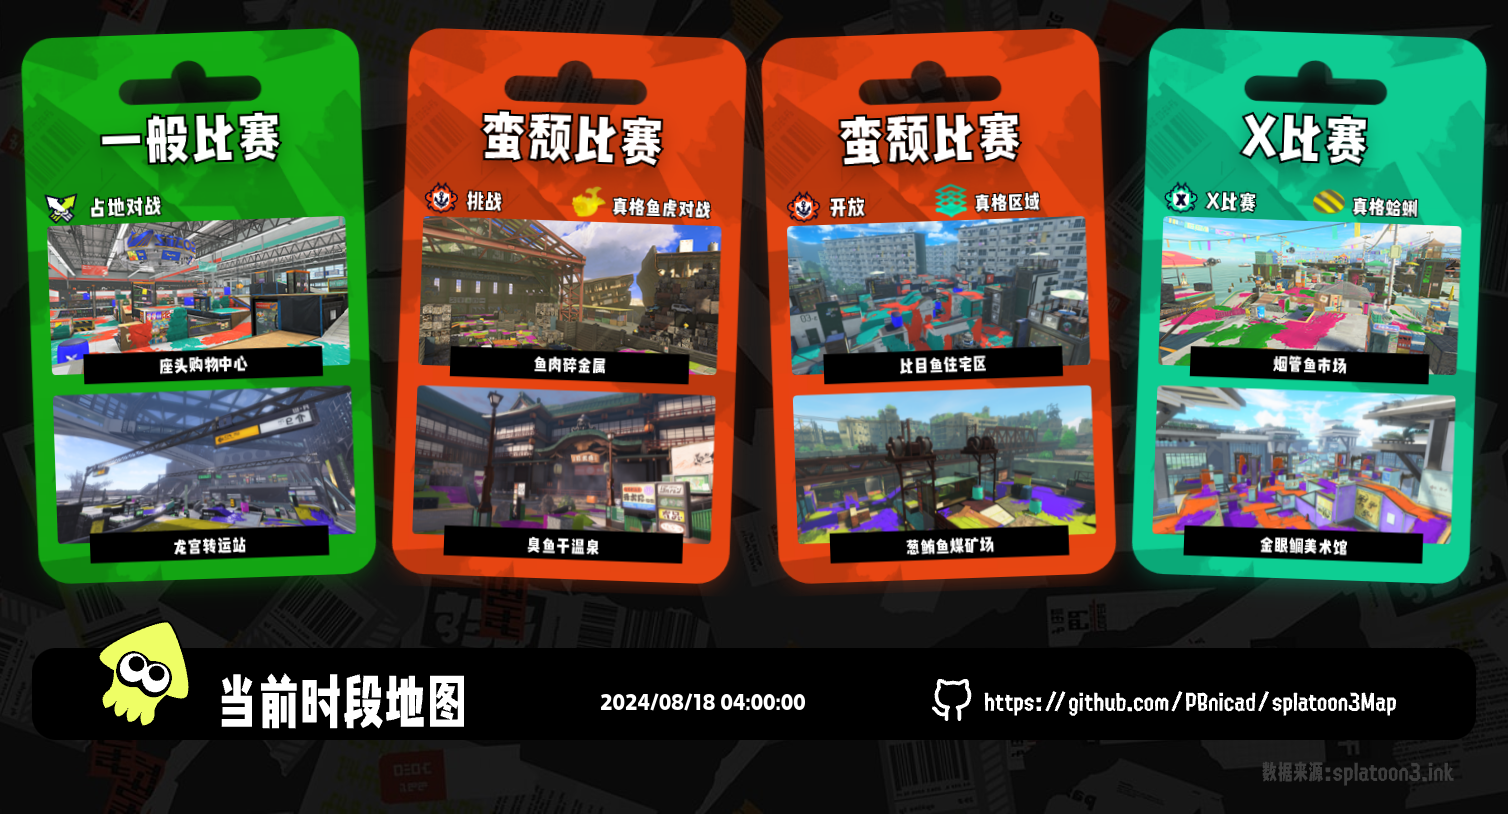 一般比赛
占地对战
座头购物中心
龙宫转运站
蛮颓比赛
挑战
真格鱼虎对战
鱼肉碎金属
臭鱼干温泉
蛮颓比赛
开放
真格区域
比目鱼住宅区
葱鲔鱼煤矿场
X比赛
X比赛
真格蛤蜊
烟管鱼市场
金眼鲷美术馆
当前时段地图
2024/08/18 04:00:00
https://github.com/PBnicad/splatoon3Map
数据来源:splatoon3.ink